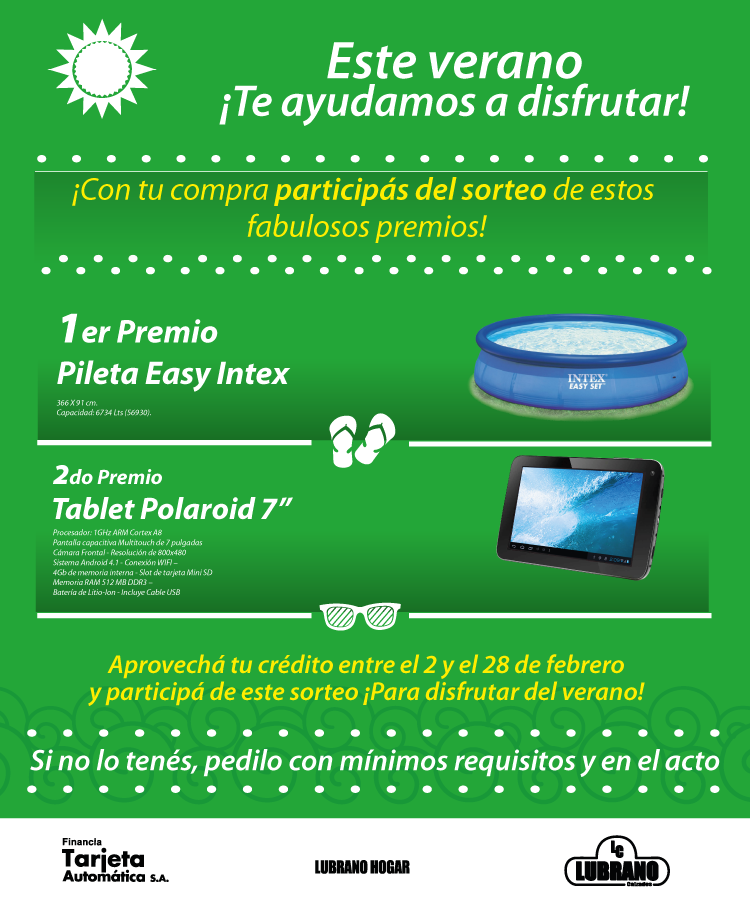 Este verano
¡Te ayudamos a disfrutar!
¡Con tu compra participás del sorteo de estos
fabulosos premios!
1er Premio
Pileta Easy Intex
366 X 91 cm.
Capacidad: 6734 Lts (56930).
INTEX
EASY SET
2do Premio
Tablet Polaroid 7”
Procesador: 1GHz ARM Cortex A8
Pantalla capacitiva Multitouch de 7 pulgadas
Cámara Frontal - Resolución de 800x480
Sistema Android 4.1 - Conexión WIFI –
4Gb de memoria interna - Slot de tarjeta Mini SD
Memoria RAM 512 MB DDR3 –
Batería de Litio-Ion - Incluye Cable USB
Aprovechá tu crédito entre el 2 y el 28 de febrero
y participá de este sorteo ¡Para disfrutar del verano!
Si no lo tenés, pedilo con mínimos requisitos y en el acto
Financia
Tarjeta
Automática S.A.
LUBRANO HOGAR
LC
LUBRANO
Calzados